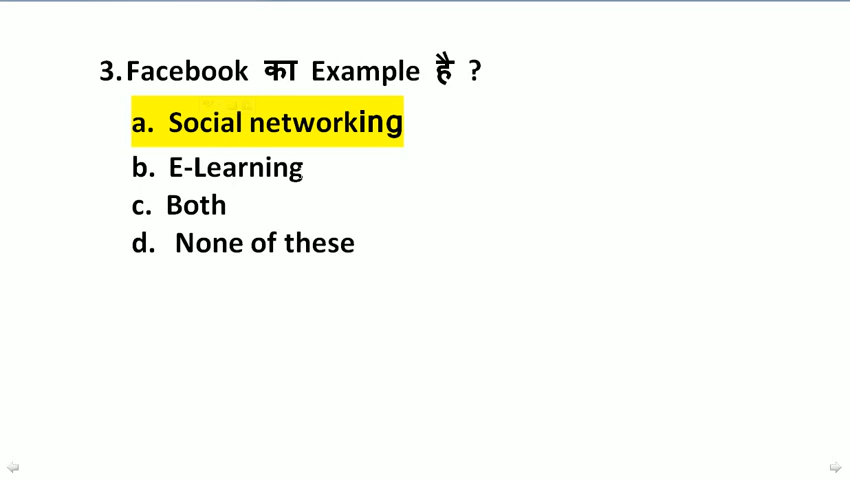 3. Facebook का Example है ?
a. Social networking
b. E-Learning
c. Both
d. None of these